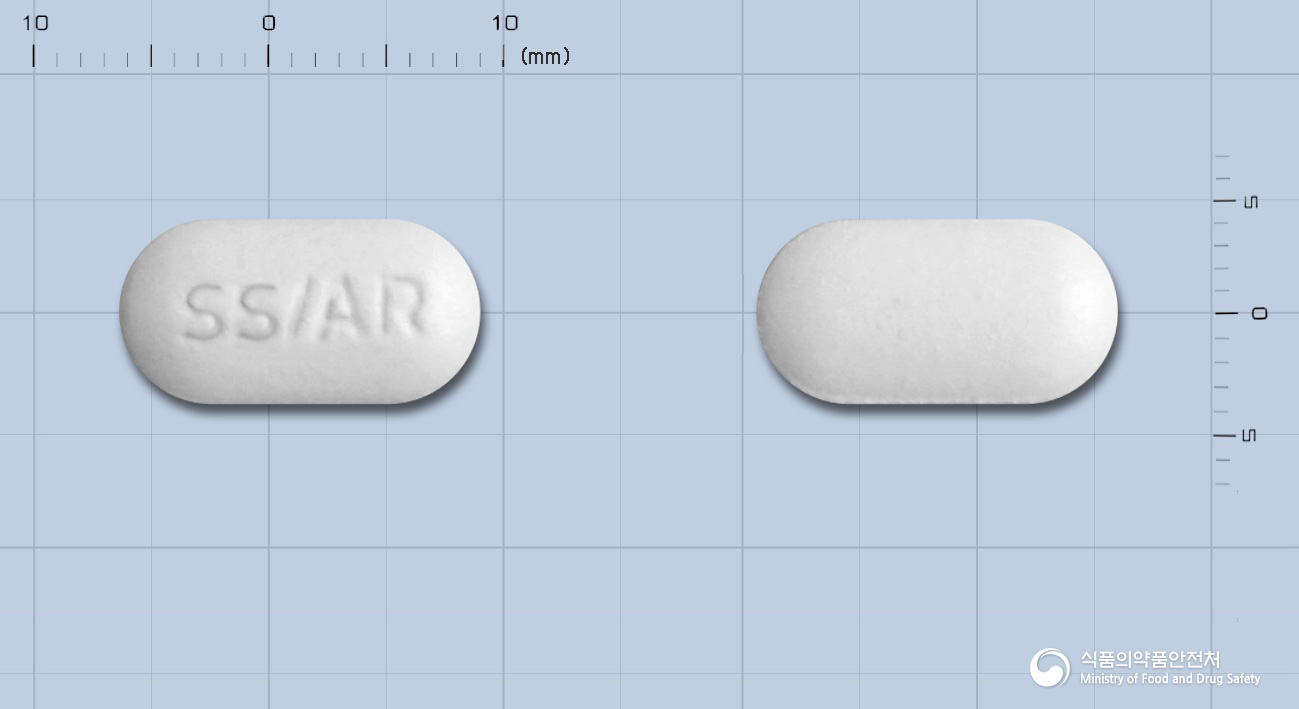 10 0 10 (mm)
5
SS/AR
0
5
식품의약품안전처
Ministry of Food and Drug Safety